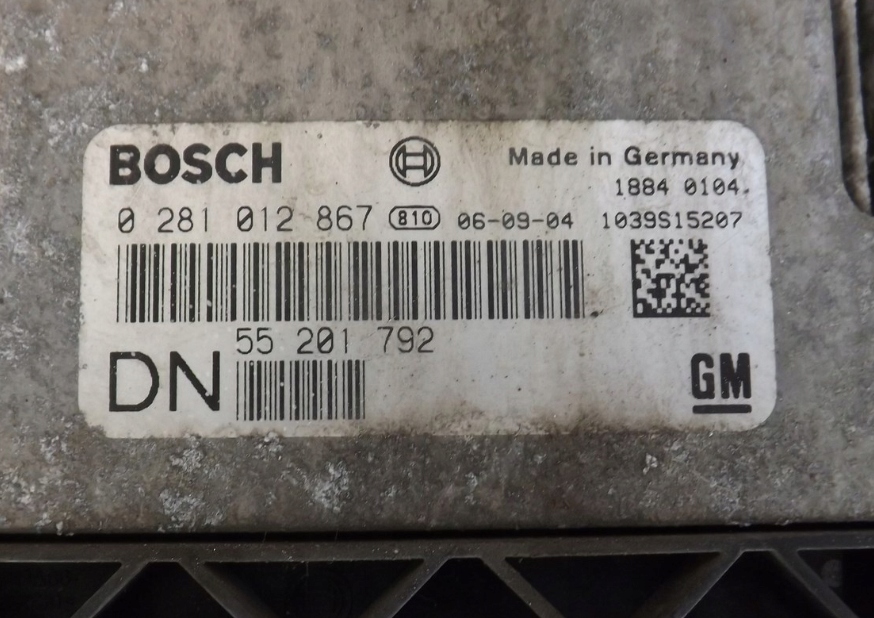 BOSCH Made in Germany
1884 0104.
0 281 012 867 810 06-09-04 1039S15207
55 201 792
DN GM